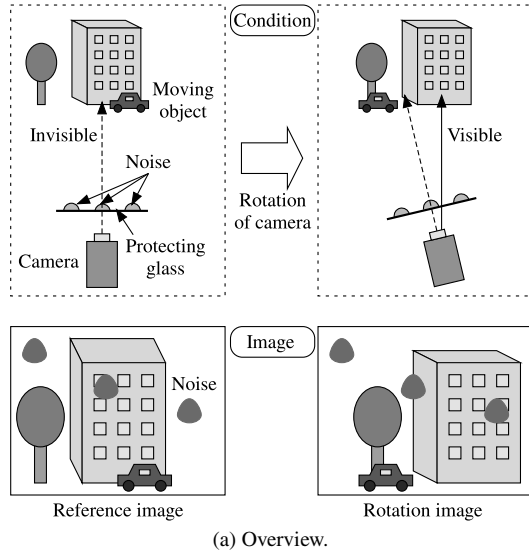 Condition
Moving
object
Invisible
Visible
Noise
Rotation
of camera
Protecting
glass
Camera
Image
Noise
Reference image
Rotation image
(a) Overview.